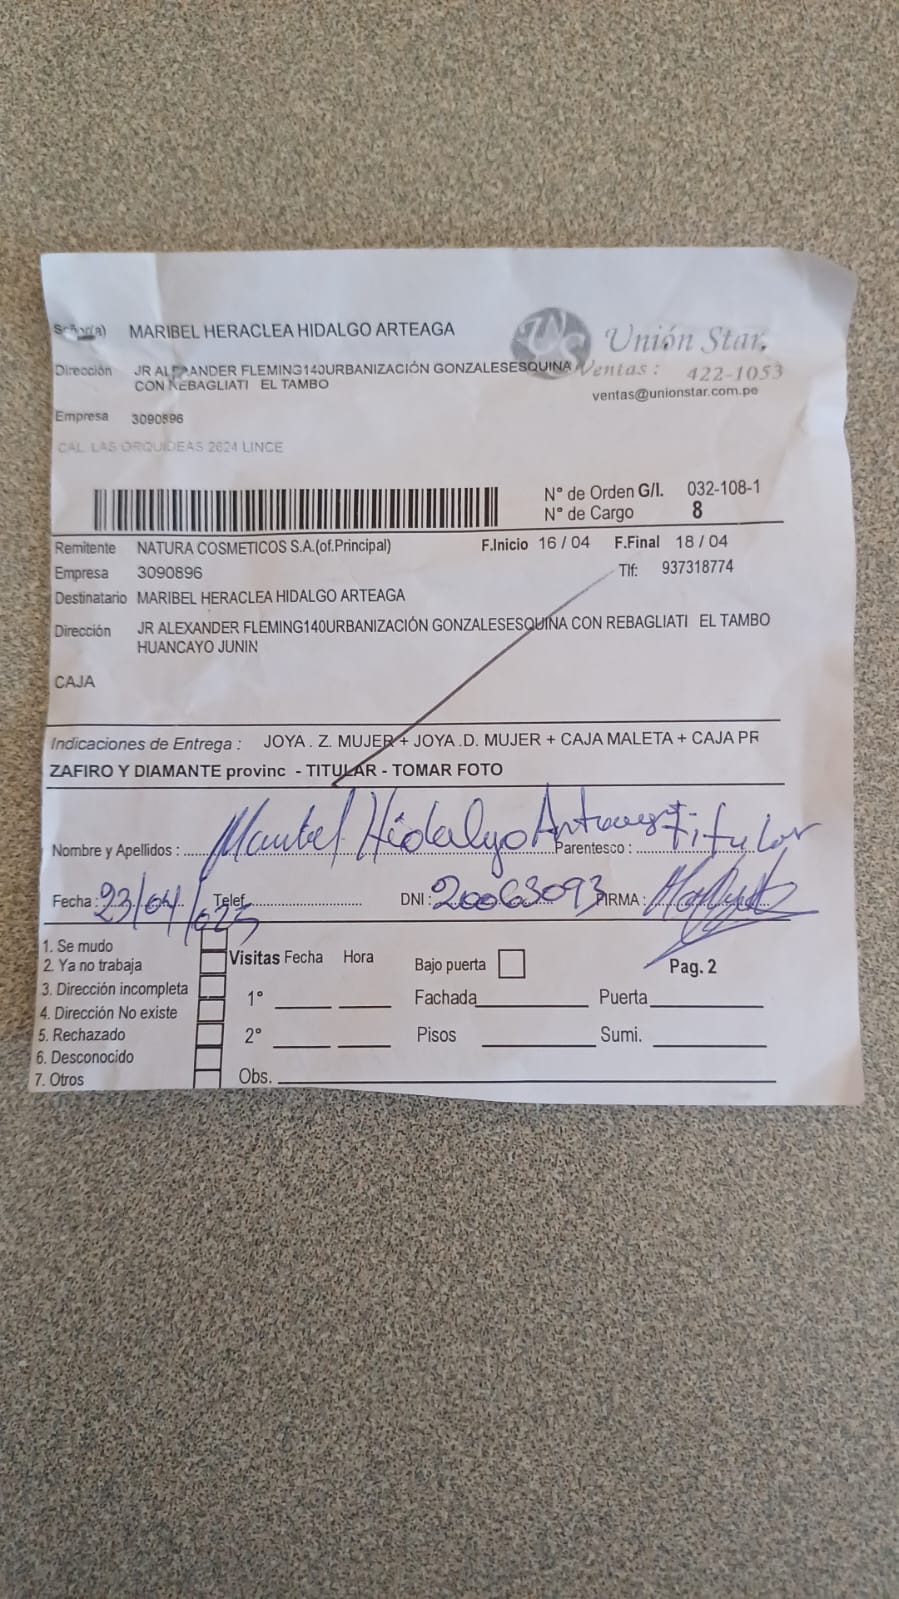 Señor(a) MARIBEL HERACLEA HIDALGO ARTEAGA
Unión Star.
Dirección JR ALEXANDER FLEMING140URBANIZACIÓN GONZALESESQUINA
CON REBAGLIATI EL TAMBO
Ventas: 422-1053
ventas@unionstar.com.pe
Empresa 3090896
CAL. LAS ORQUIDEAS 2624 LINCE
N° de Orden G/I. 032-108-1
N° de Cargo 8
Remitente NATURA COSMETICOS S.A.(of.Principal) F.Inicio 16 / 04 F.Final 18 / 04
Empresa 3090896 Tlf: 937318774
Destinatario MARIBEL HERACLEA HIDALGO ARTEAGA
Dirección JR ALEXANDER FLEMING140URBANIZACIÓN GONZALESESQUINA CON REBAGLIATI EL TAMBO
HUANCAYO JUNIN
CAJA
Indicaciones de Entrega : JOYA . Z. MUJER + JOYA .D. MUJER + CAJA MALETA + CAJA PR
ZAFIRO Y DIAMANTE provinc - TITULAR - TOMAR FOTO
Nombre y Apellidos : Maribel Hidalgo Parentesco : Titular
Fecha : 23/04/025 Telef. DNI : 20063093 FIRMA :
1. Se mudo
2. Ya no trabaja
3. Dirección incompleta
4. Dirección No existe
5. Rechazado
6. Desconocido
7. Otros
Visitas Fecha Hora
1°
2°
Obs.
Bajo puerta
Pag. 2
Fachada Puerta
Pisos Sumi.